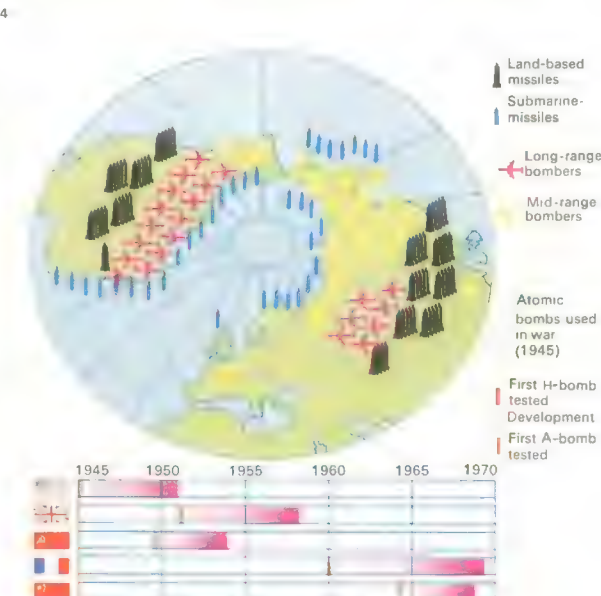 4
Land-based
missiles
Submarine-
missiles
Long-range
bombers
Mid-range
bombers
Atomic
bombs used
in war
(1945)
First H-bomb
tested
Development
First A-bomb
tested
1945 1950 1955 1960 1965 1970